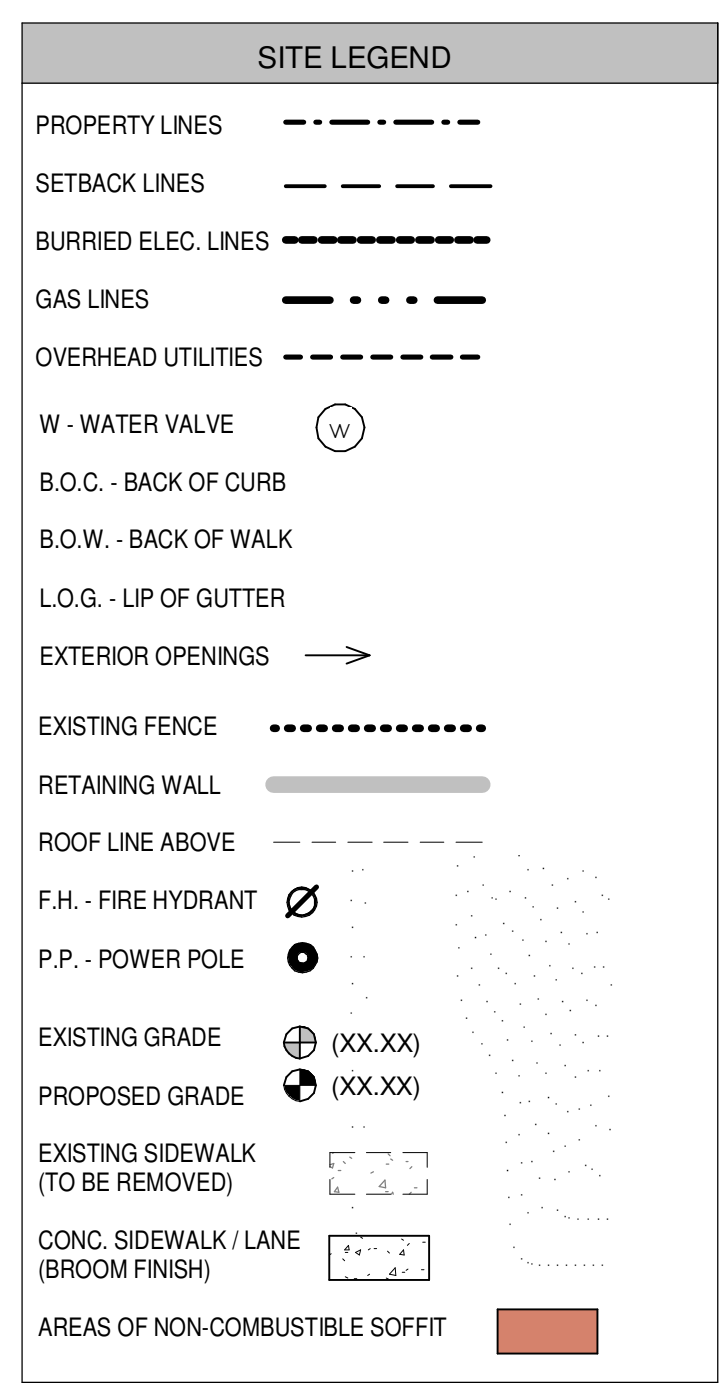 SITE LEGEND
PROPERTY LINES
SETBACK LINES
BURRIED ELEC. LINES
GAS LINES
OVERHEAD UTILITIES
W - WATER VALVE W
B.O.C. - BACK OF CURB
B.O.W. - BACK OF WALK
L.O.G. - LIP OF GUTTER
EXTERIOR OPENINGS
EXISTING FENCE
RETAINING WALL
ROOF LINE ABOVE
F.H. - FIRE HYDRANT
P.P. - POWER POLE
EXISTING GRADE (XX.XX)
PROPOSED GRADE (XX.XX)
EXISTING SIDEWALK
(TO BE REMOVED)
CONC. SIDEWALK / LANE
(BROOM FINISH)
AREAS OF NON-COMBUSTIBLE SOFFIT